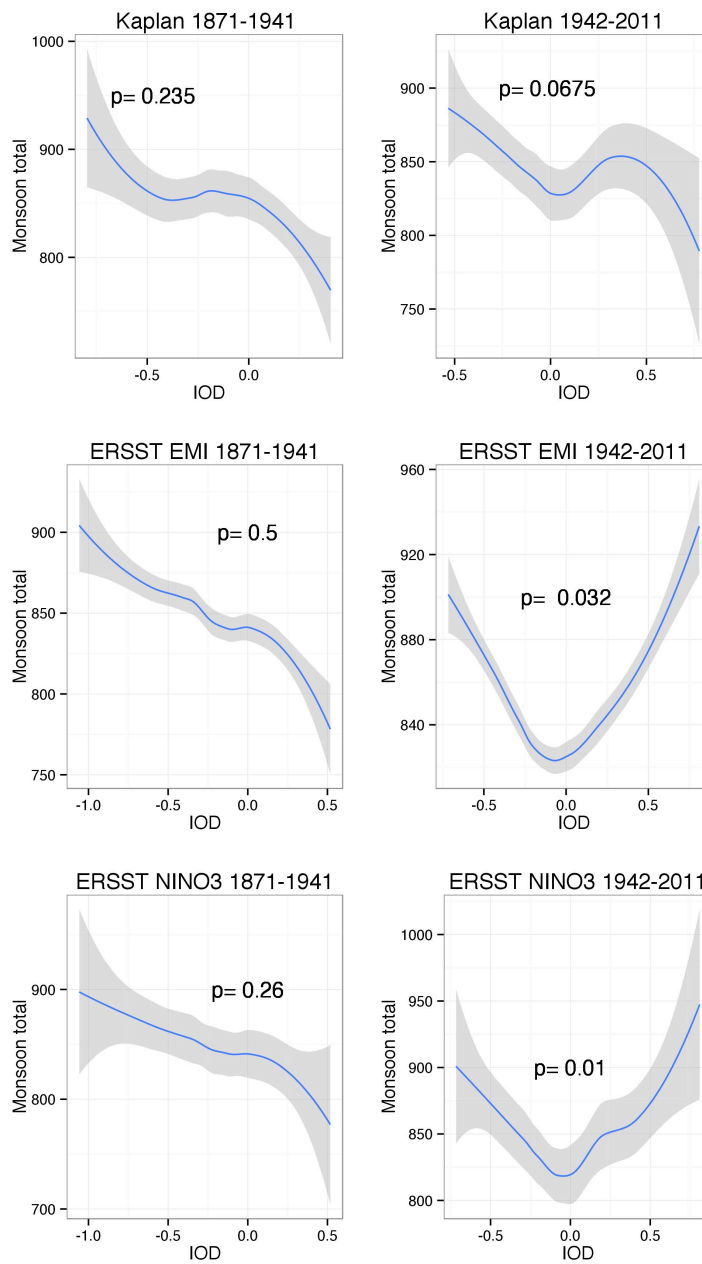 Kaplan 1871-1941
1000
900
800
Monsoon total
p= 0.235
-0.5 0.0
IOD
Kaplan 1942-2011
900
850
800
750
Monsoon total
p= 0.0675
-0.5 0.0 0.5
IOD
ERSST EMI 1871-1941
900
850
800
750
Monsoon total
p= 0.5
-1.0 -0.5 0.0 0.5
IOD
ERSST EMI 1942-2011
960
920
880
840
Monsoon total
p= 0.032
-0.5 0.0 0.5
IOD
ERSST NINO3 1871-1941
900
800
700
Monsoon total
p= 0.26
-1.0 -0.5 0.0 0.5
IOD
ERSST NINO3 1942-2011
1000
950
900
850
800
Monsoon total
p= 0.01
-0.5 0.0 0.5
IOD